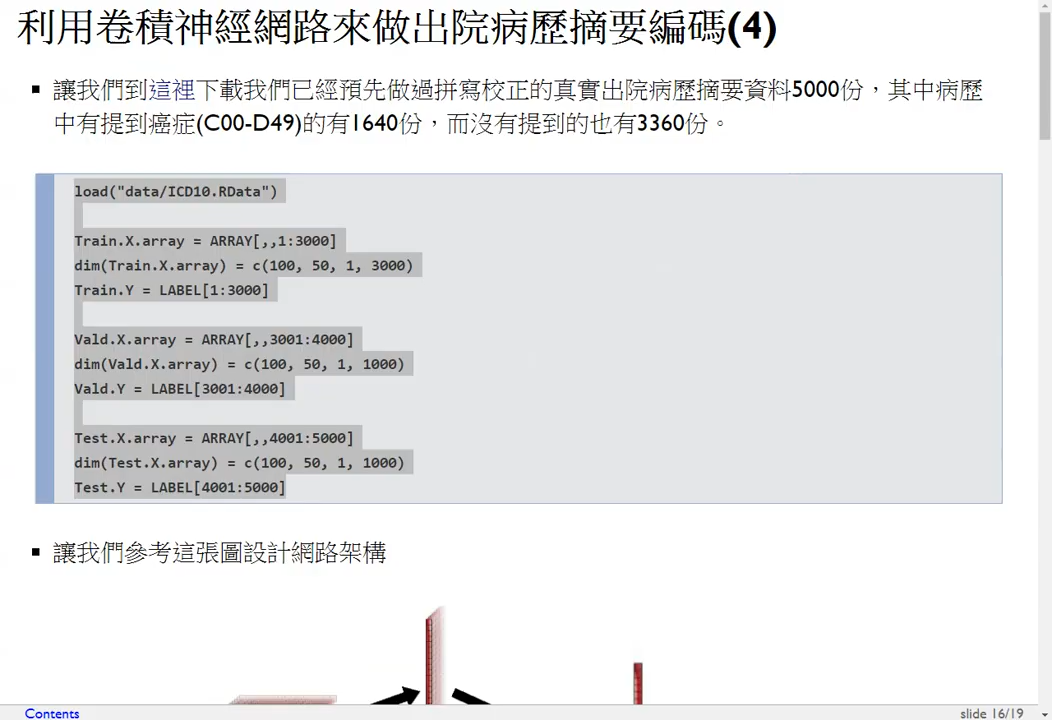 利用卷積神經網路來做出院病歷摘要編碼(4)
讓我們到這裡下載我們已經預先做過拼寫校正的真實出院病歷摘要資料5000份，其中病歷
中有提到癌症(C00-D49)的有1640份，而沒有提到的也有3360份。
load("data/ICD10.RData")
Train.X.array = ARRAY[,,1:3000]
dim(Train.X.array) = c(100, 50, 1, 3000)
Train.Y = LABEL[1:3000]
Vald.X.array = ARRAY[,,3001:4000]
dim(Vald.X.array) = c(100, 50, 1, 1000)
Vald.Y = LABEL[3001:4000]
Test.X.array = ARRAY[,,4001:5000]
dim(Test.X.array) = c(100, 50, 1, 1000)
Test.Y = LABEL[4001:5000]
讓我們參考這張圖設計網路架構
Contents
slide 16/19